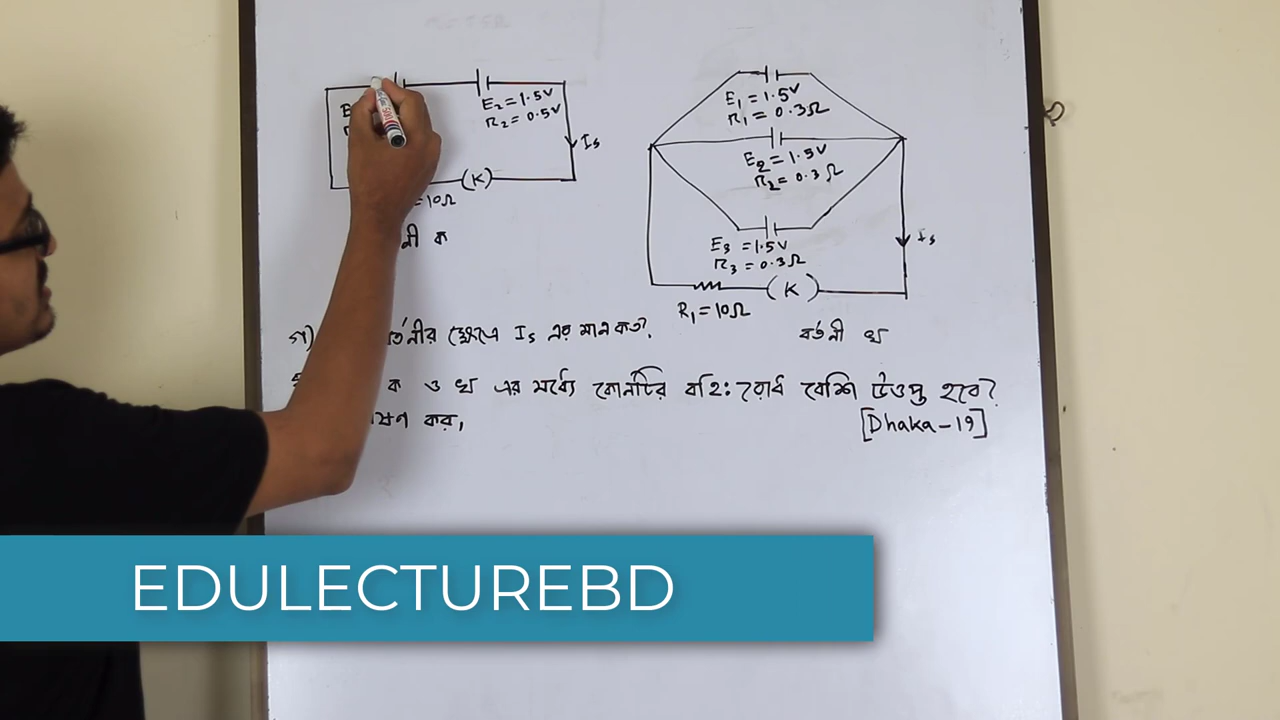 E₂ = 1.5V
R₂ = 0.5V
Is
(K)
= 10Ω
ক
E₁ = 1.5V
R₁ = 0.3Ω
E₂ = 1.5V
R₂ = 0.3Ω
E₃ = 1.5V
R₃ = 0.3Ω
Is
(K)
R₁ = 10Ω
বর্তনী খ
গ) ক্ষেত্রে Is এর মান কত?
ক ও খ এর মধ্যে কোনটির বহিঃরোধ বেশি উত্তপ্ত হবে?
কর,
[Dhaka-19]
EDULECTUREBD